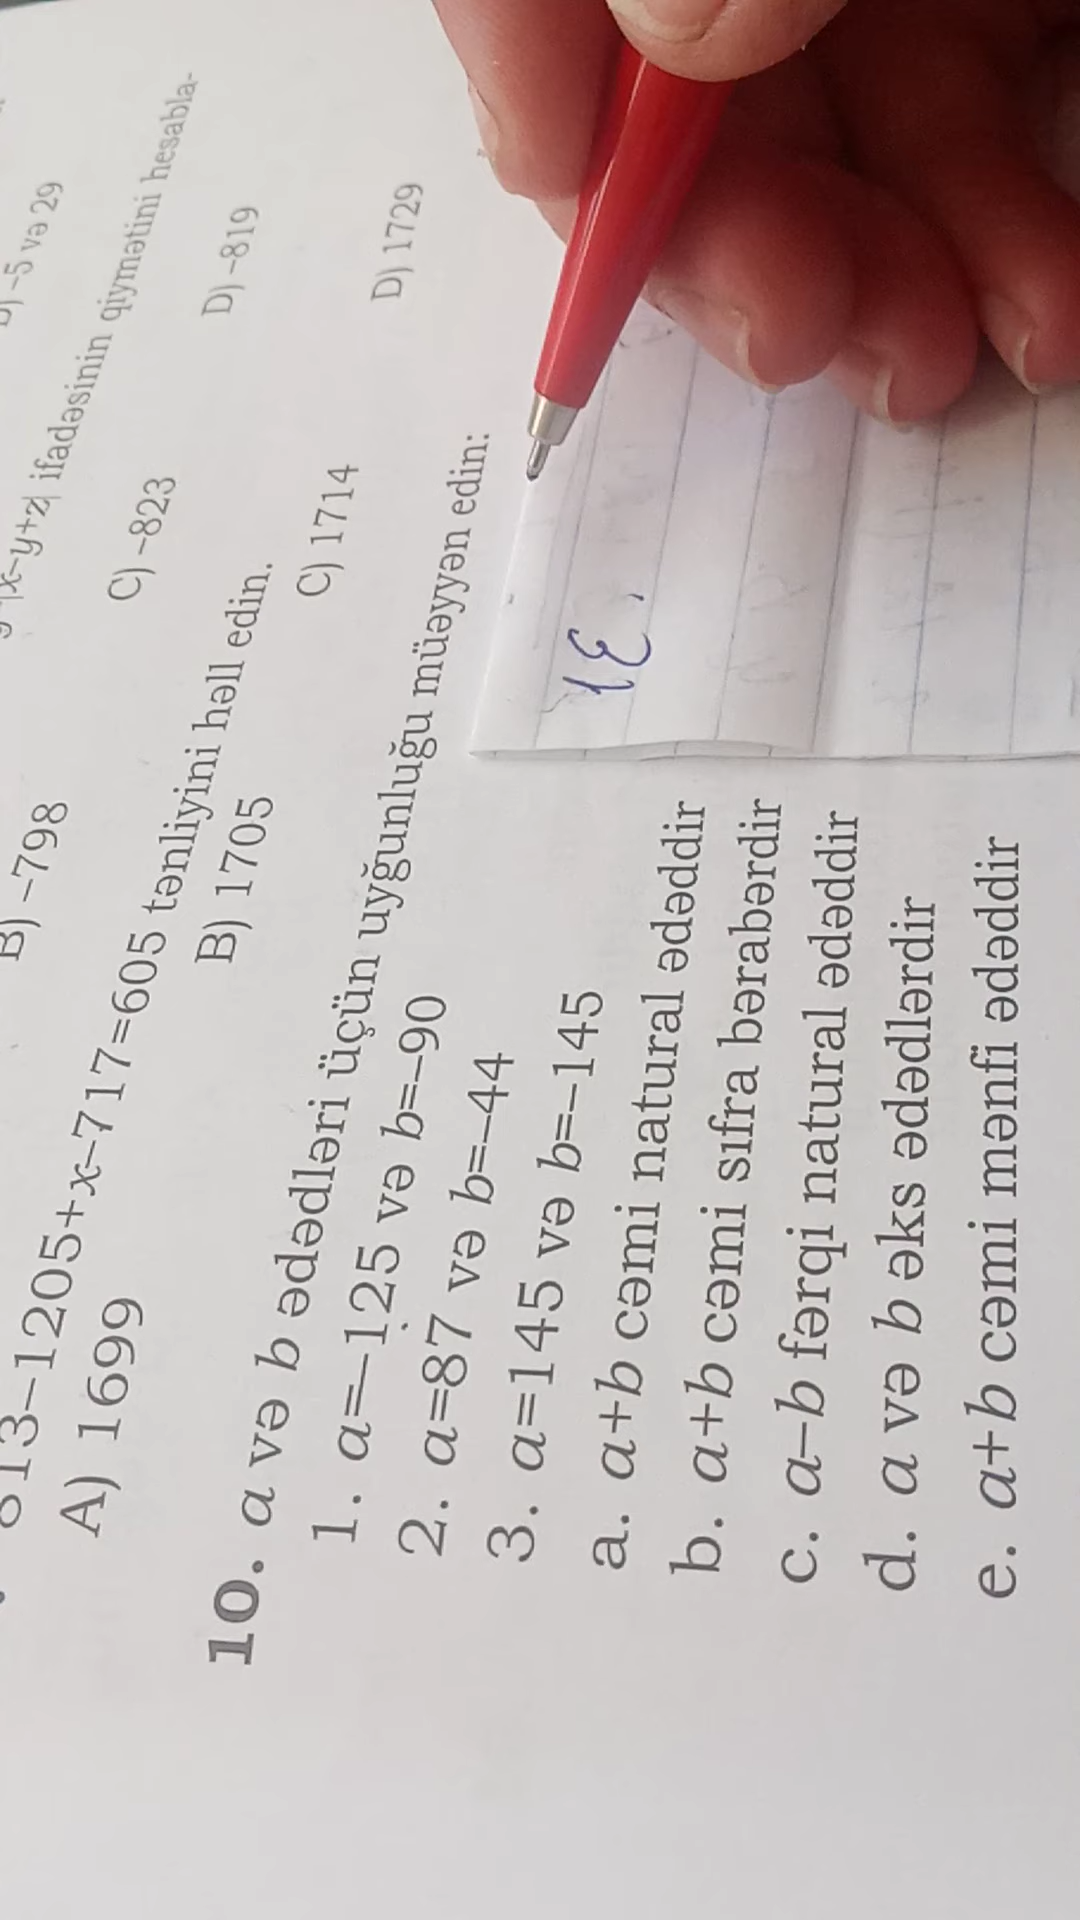 –5 və 29
x–y+z| ifadəsinin qiymətini hesabla-
B) –798 C) –823 D) –819
813–1205+x–717=605 tənliyini həll edin.
A) 1699 B) 1705 C) 1714 D) 1729
10. a və b ədədləri üçün uyğunluğu müəyyən edin:
1. a=–125 və b=–90
2. a=87 və b=–44
3. a=145 və b=–145
a. a+b cəmi natural ədəddir
b. a+b cəmi sıfra bərabərdir
c. a–b fərqi natural ədəddir
d. a və b əks ədədlərdir
e. a+b cəmi mənfi ədəddir
1E,